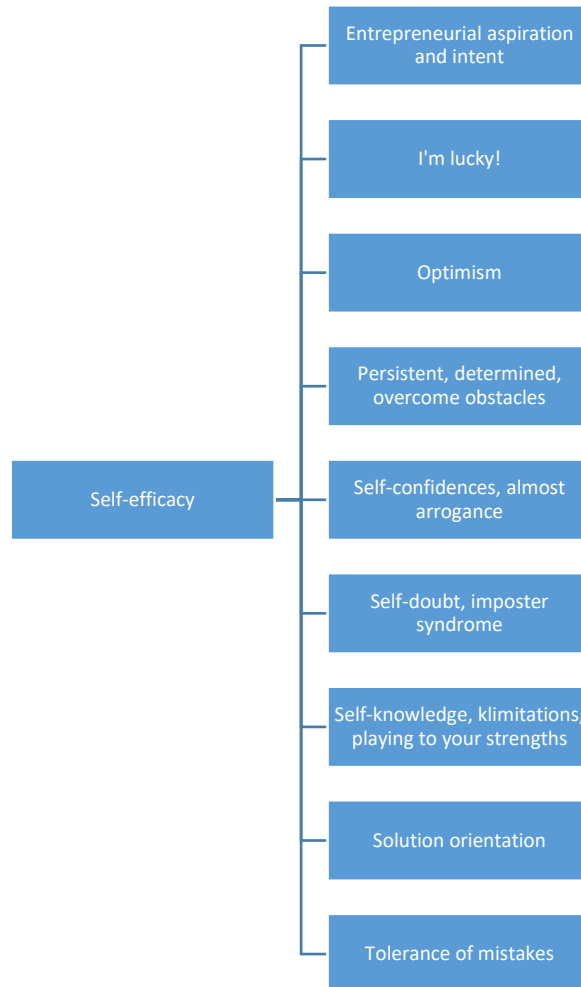 Entrepreneurial aspiration
and intent
I'm lucky!
Optimism
Persistent, determined,
overcome obstacles
Self-efficacy
Self-confidences, almost
arrogance
Self-doubt, imposter
syndrome
Self-knowledge, klimitations,
playing to your strengths
Solution orientation
Tolerance of mistakes